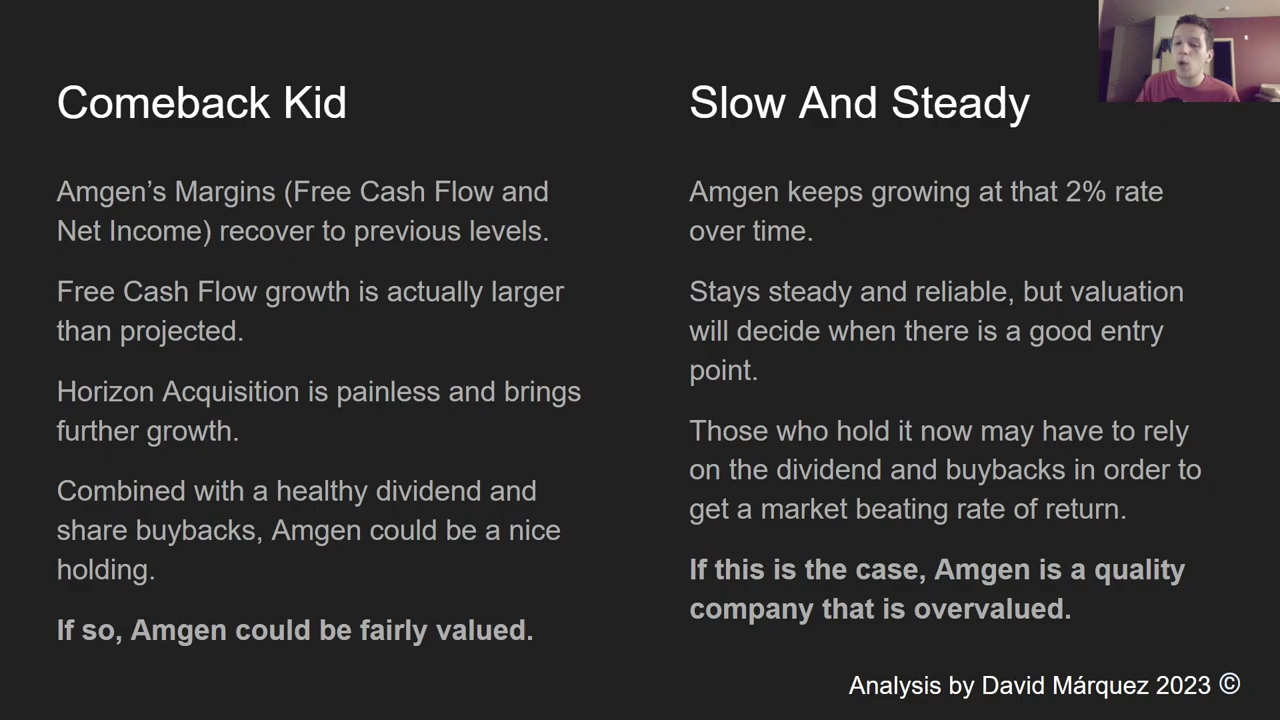 Comeback Kid
Amgen’s Margins (Free Cash Flow and
Net Income) recover to previous levels.
Free Cash Flow growth is actually larger
than projected.
Horizon Acquisition is painless and brings
further growth.
Combined with a healthy dividend and
share buybacks, Amgen could be a nice
holding.
If so, Amgen could be fairly valued.
Slow And Steady
Amgen keeps growing at that 2% rate
over time.
Stays steady and reliable, but valuation
will decide when there is a good entry
point.
Those who hold it now may have to rely
on the dividend and buybacks in order to
get a market beating rate of return.
If this is the case, Amgen is a quality
company that is overvalued.
Analysis by David Márquez 2023 ©